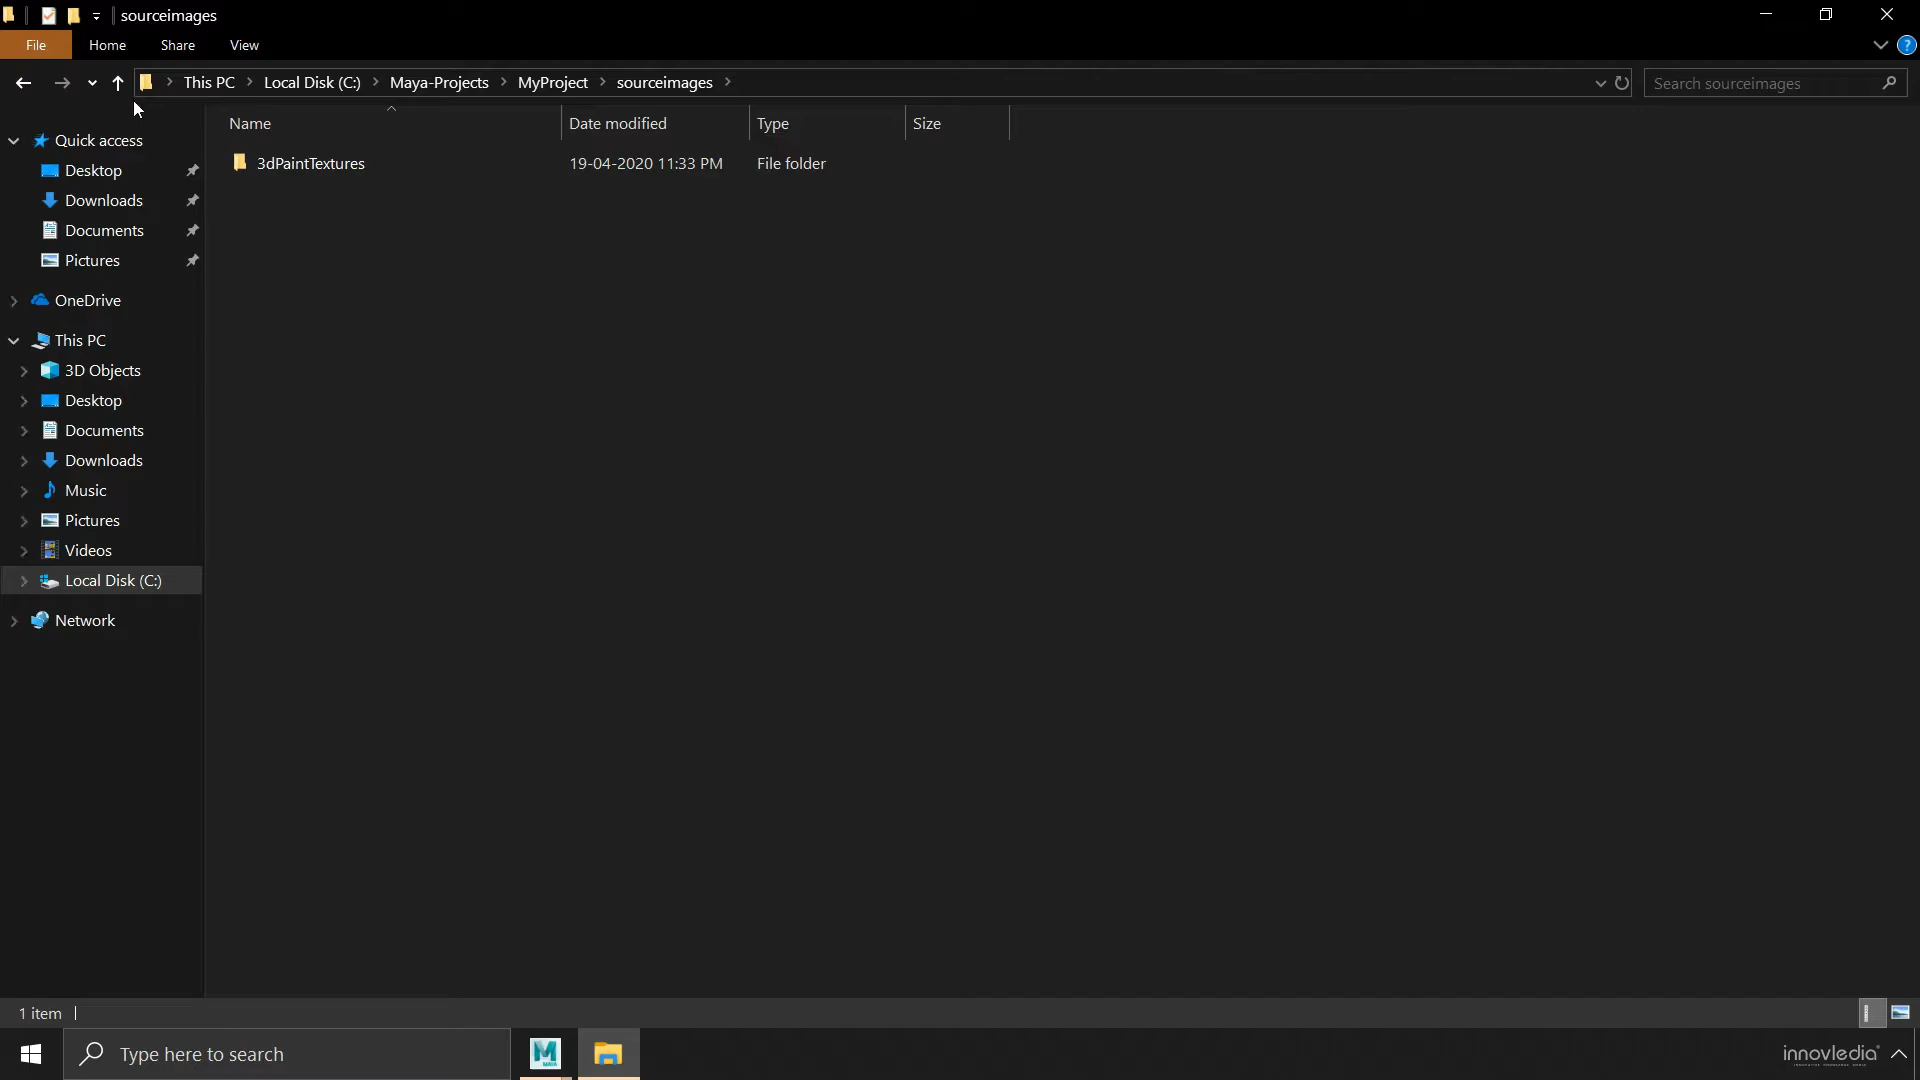 sourceimages
File Home Share View
This PC Local Disk (C:) Maya-Projects MyProject sourceimages
Search sourceimages
Name Date modified Type Size
3dPaintTextures 19-04-2020 11:33 PM File folder
Quick access
Desktop
Downloads
Documents
Pictures
OneDrive
This PC
3D Objects
Desktop
Documents
Downloads
Music
Pictures
Videos
Local Disk (C:)
Network
1 item
Type here to search
MAYA
innovledia